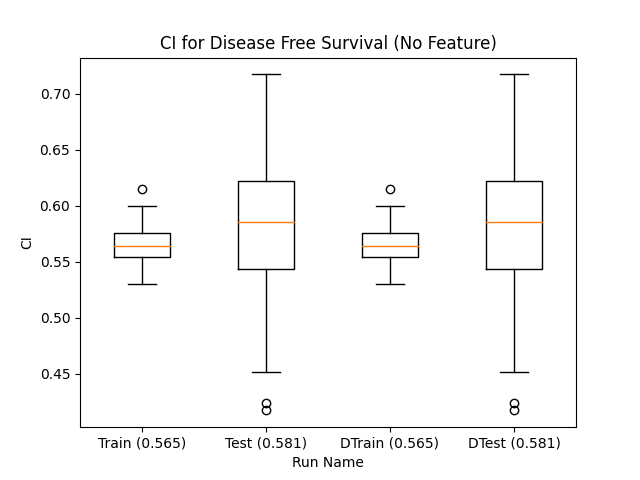 CI for Disease Free Survival (No Feature)
0.70
0.65
0.60
0.55
0.50
0.45
CI
Train (0.565)
Test (0.581)
DTrain (0.565)
DTest (0.581)
Run Name